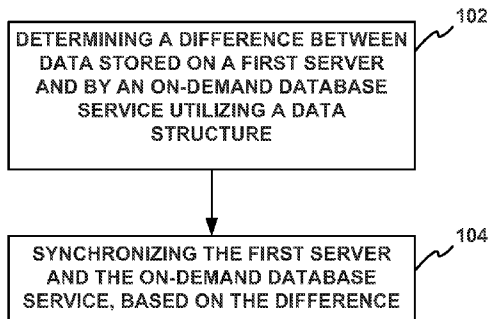 102
DETERMINING A DIFFERENCE BETWEEN
DATA STORED ON A FIRST SERVER
AND BY AN ON-DEMAND DATABASE
SERVICE UTILIZING A DATA
STRUCTURE
104
SYNCHRONIZING THE FIRST SERVER
AND THE ON-DEMAND DATABASE
SERVICE, BASED ON THE DIFFERENCE